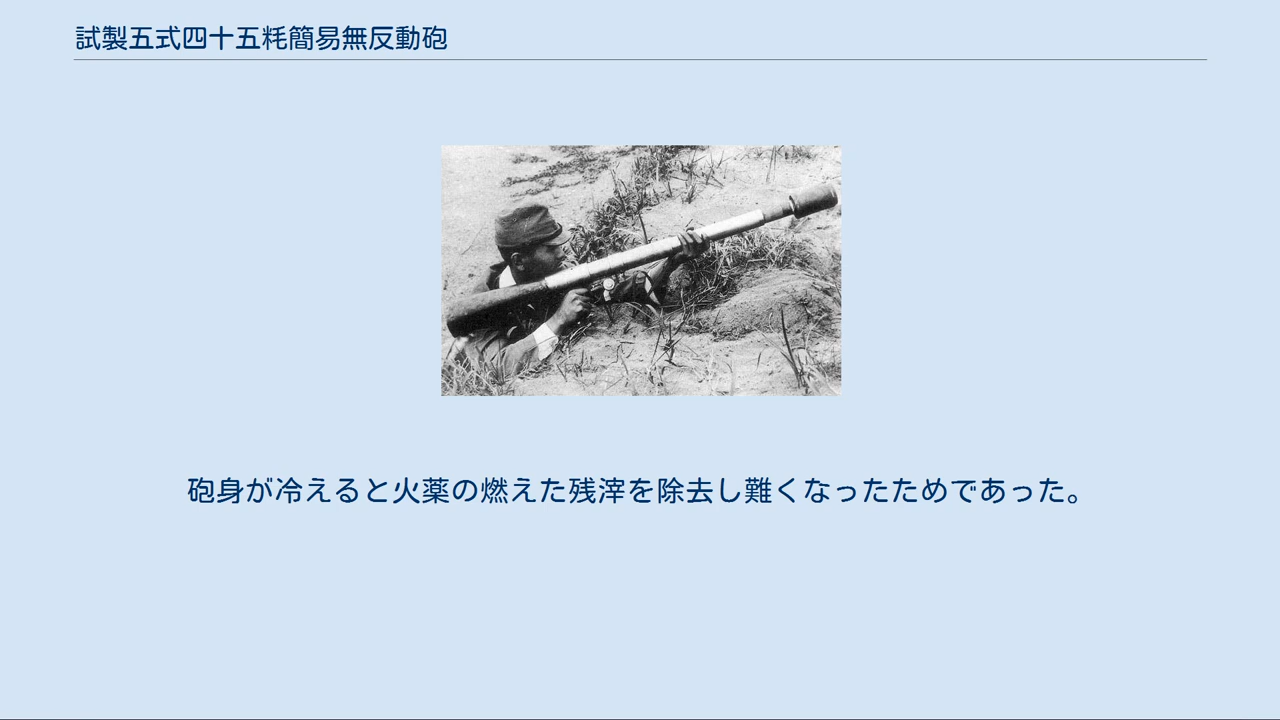 試製五式四十五粍簡易無反動砲
砲身が冷えると火薬の燃えた残滓を除去し難くなったためであった。